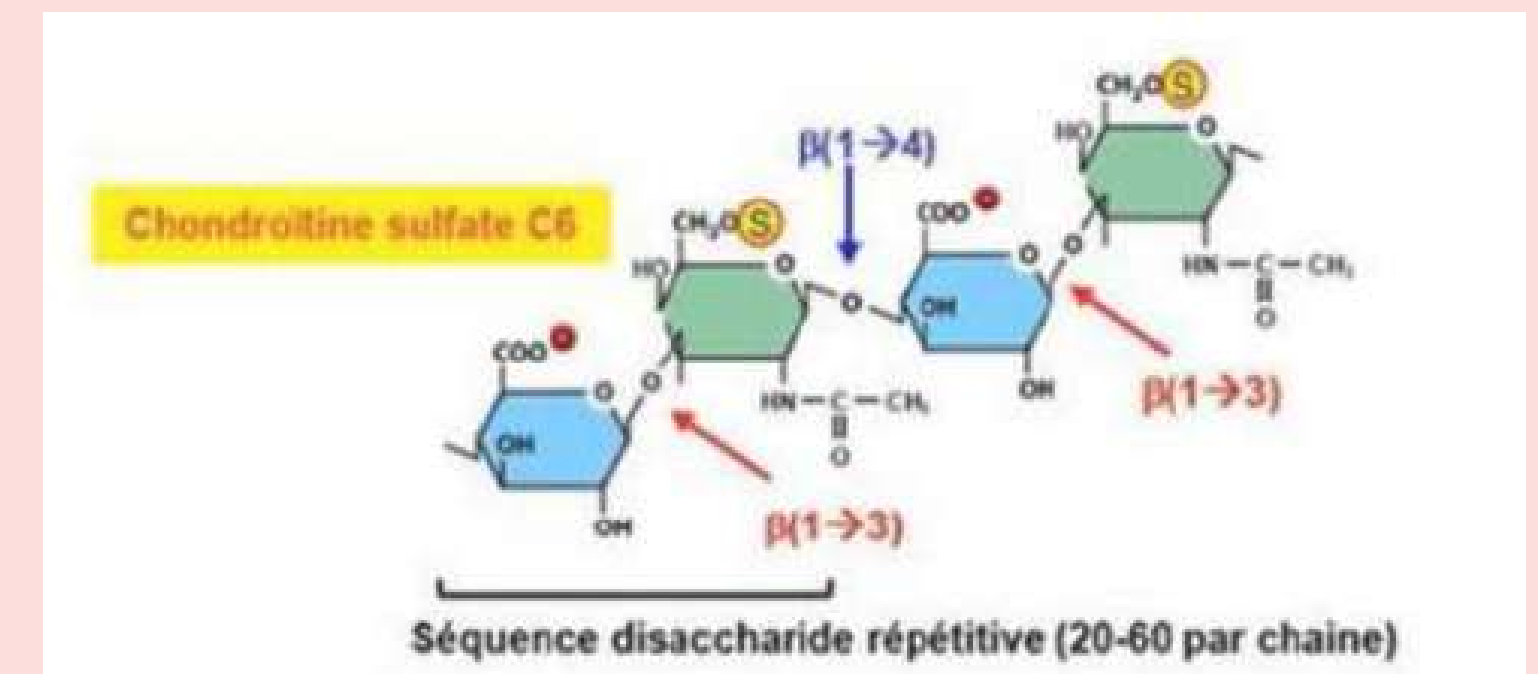 CH₂O S
HO
O
β(1→4)
COO
Chondroitine sulfate C6
CH₂O S
O
O
HN-C-CH₃
HO
O
O
O
OH
COO
β(1→3)
O
OH
O
HN-C-CH₃
OH
O
β(1→3)
OH
Séquence disaccharide répétitive (20-60 par chaine)